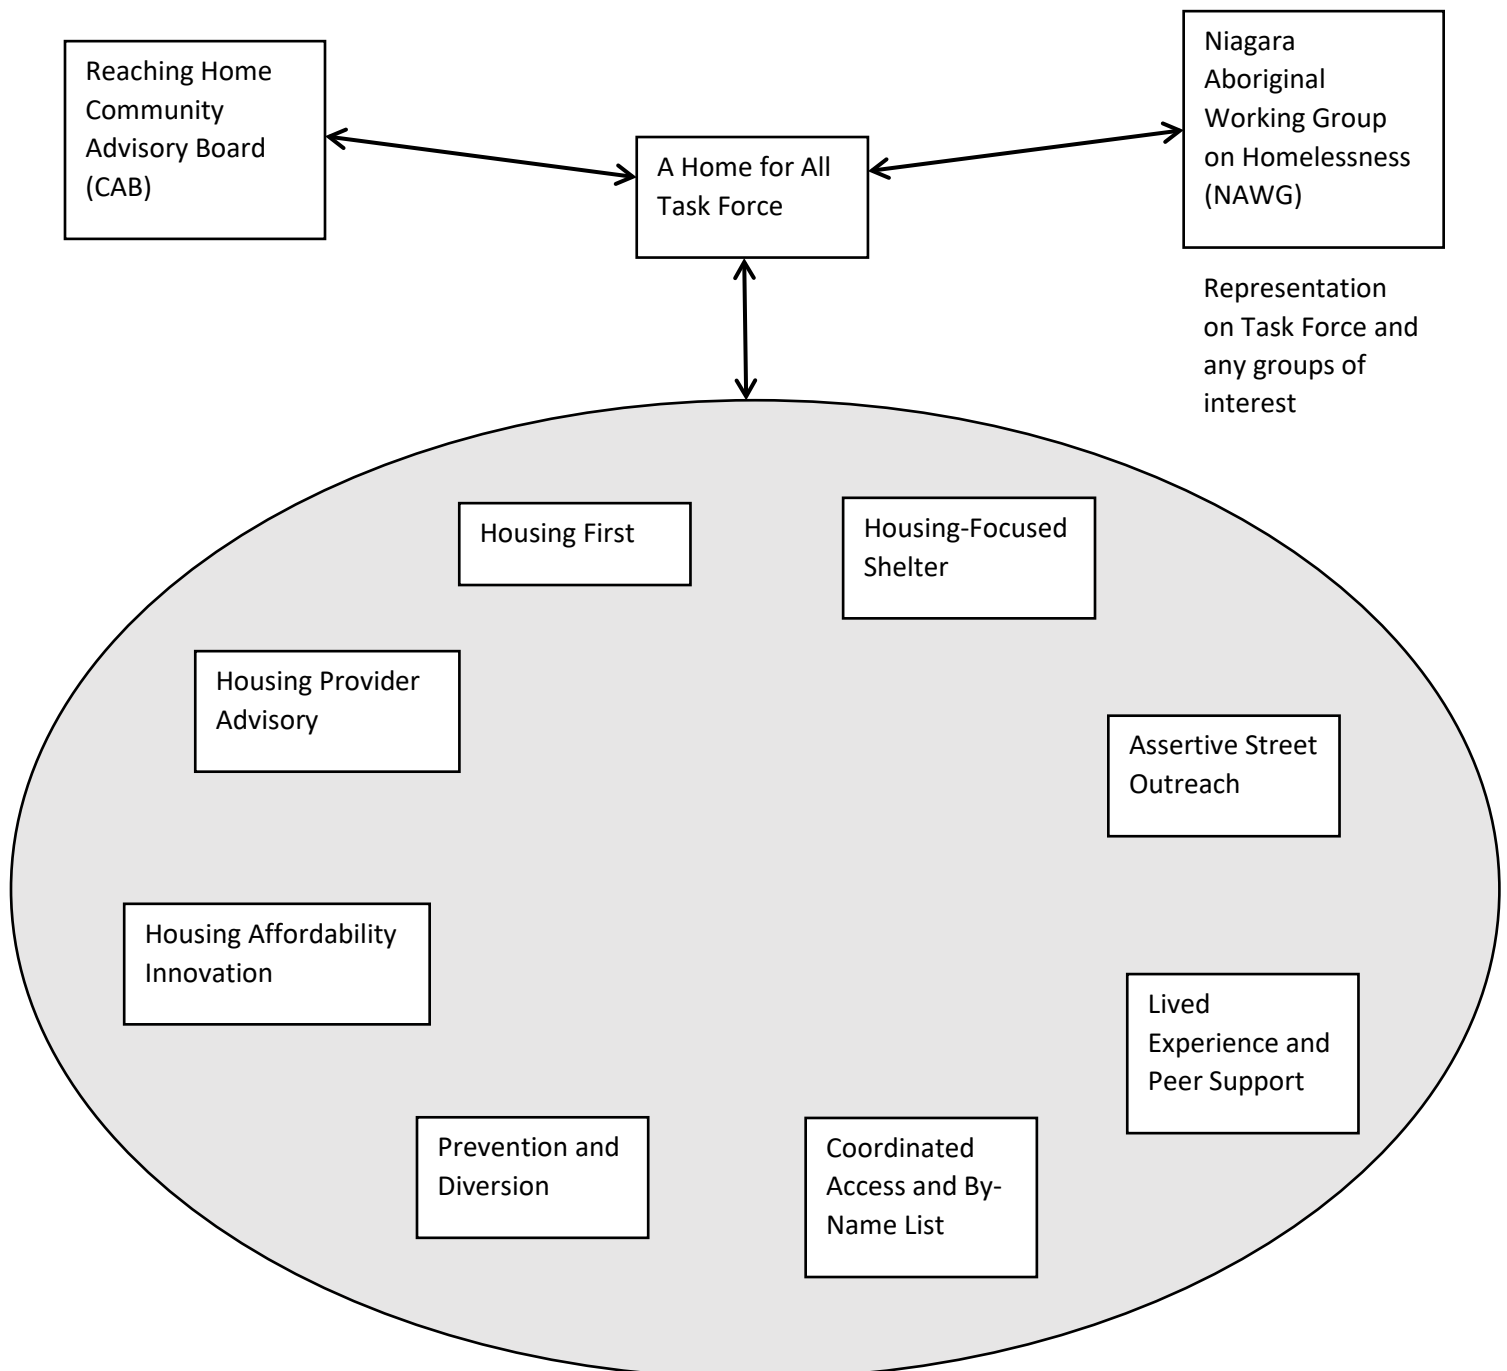 Reaching Home
Community
Advisory Board
(CAB)
A Home for All
Task Force
Niagara
Aboriginal
Working Group
on Homelessness
(NAWG)
Representation
on Task Force and
any groups of
interest
Housing First
Housing-Focused
Shelter
Housing Provider
Advisory
Assertive Street
Outreach
Housing Affordability
Innovation
Lived
Experience and
Peer Support
Prevention and
Diversion
Coordinated
Access and By-
Name List